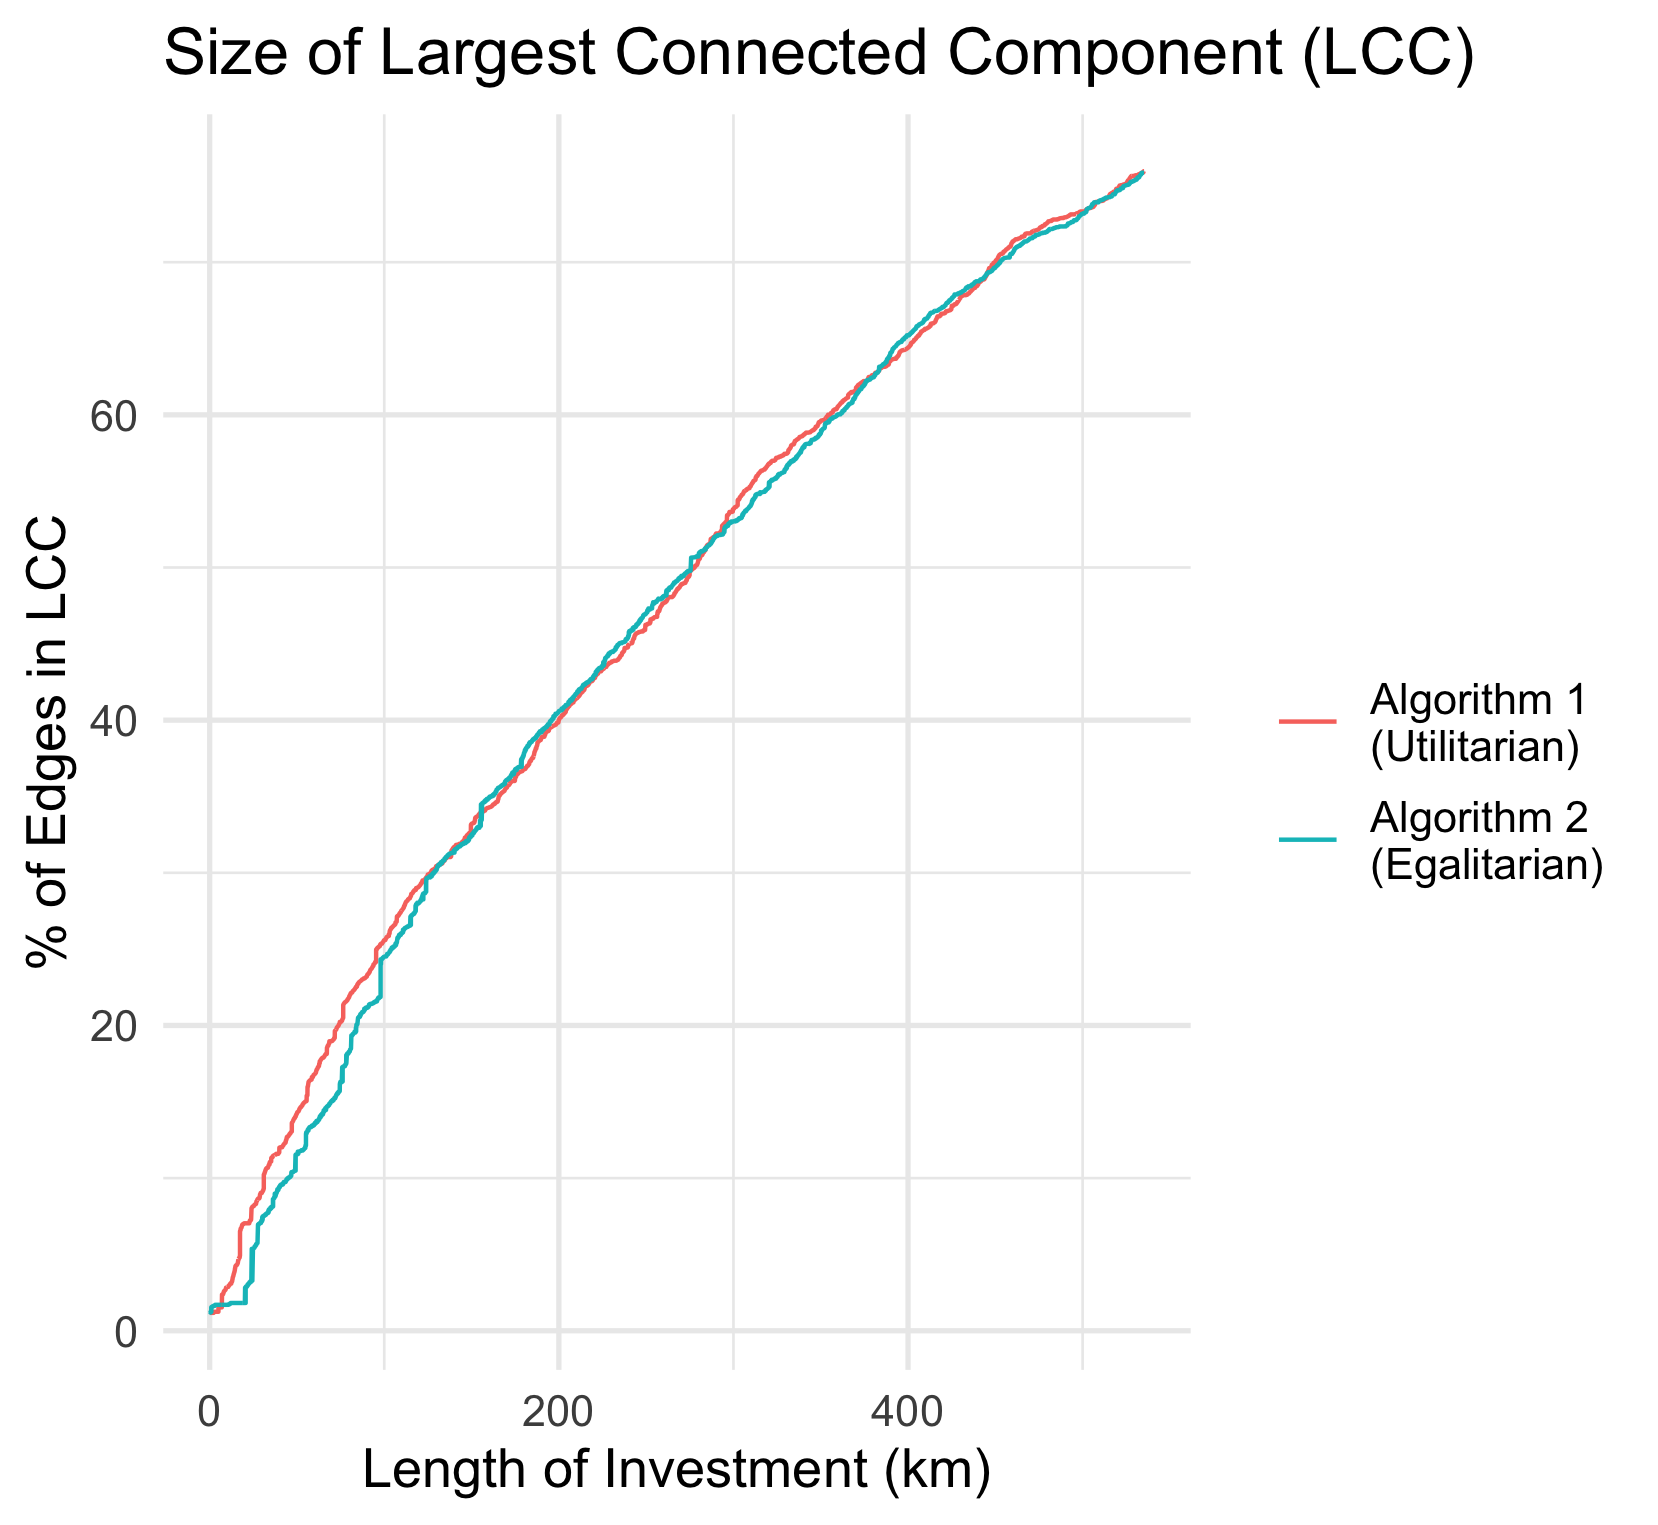 Size of Largest Connected Component (LCC)
% of Edges in LCC
60
40
20
0
0 200 400
Length of Investment (km)
Algorithm 1
(Utilitarian)
Algorithm 2
(Egalitarian)